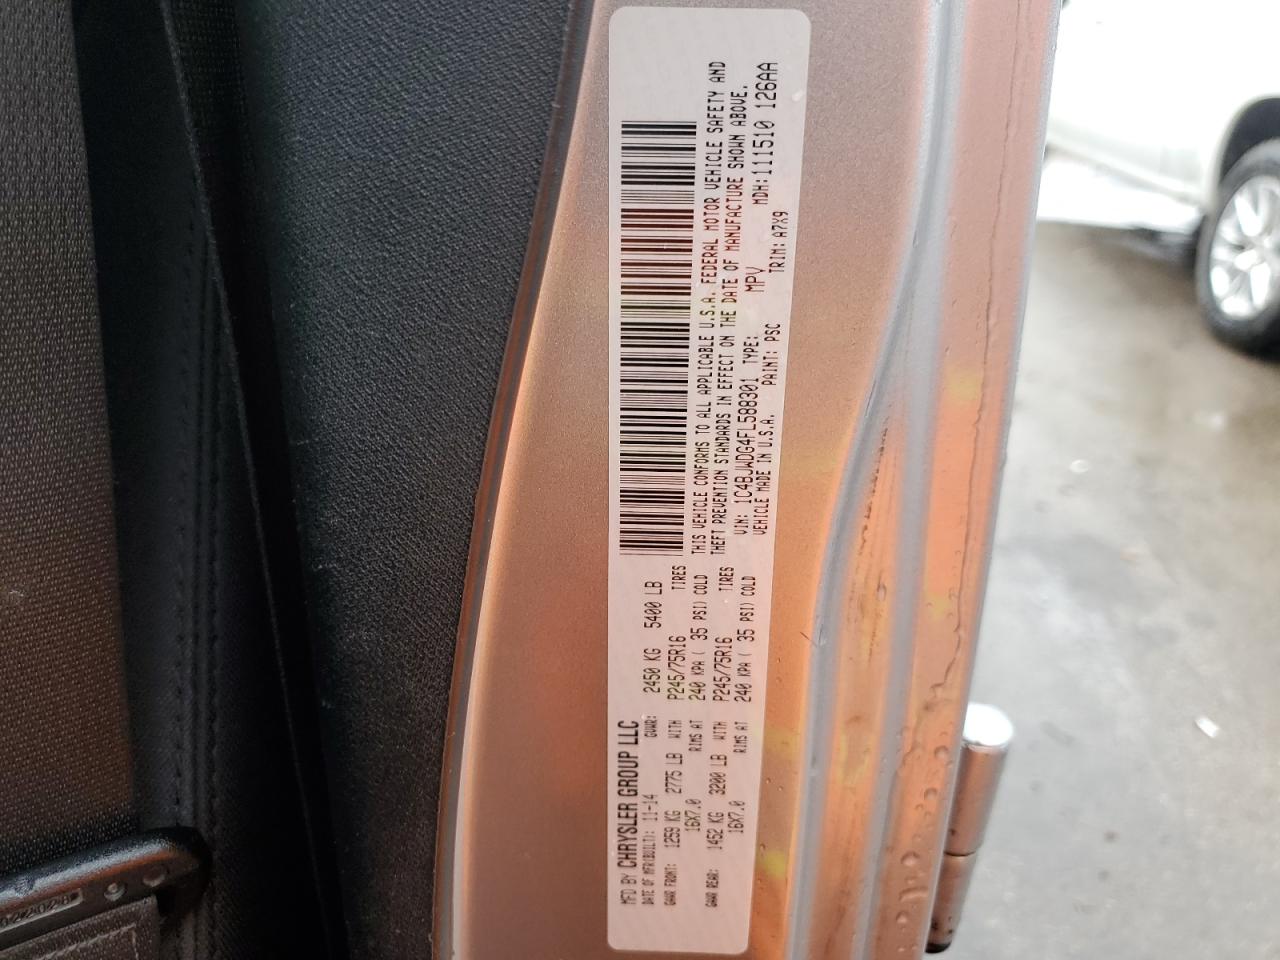 MFD BY CHRYSLER GROUP LLC
DATE OF MFR(BUILT): 11-14 GVWR: 2450 KG 5400 LB
GAWR FRONT: 1259 KG 2775 LB WITH P245/75R16 TIRES
16X7.0 RIMS AT 240 KPA ( 35 PSI) COLD
GAWR REAR: 1452 KG 3200 LB WITH P245/75R16 TIRES
16X7.0 RIMS AT 240 KPA ( 35 PSI) COLD
THIS VEHICLE CONFORMS TO ALL APPLICABLE U.S.A. FEDERAL MOTOR VEHICLE SAFETY AND
THEFT PREVENTION STANDARDS IN EFFECT ON THE DATE OF MANUFACTURE SHOWN ABOVE.
VIN: 1C4BJWDG4FL588301 TYPE: MPV MDH:111510 126AA
VEHICLE MADE IN U.S.A. PAINT: PSC TRIM: A7X9